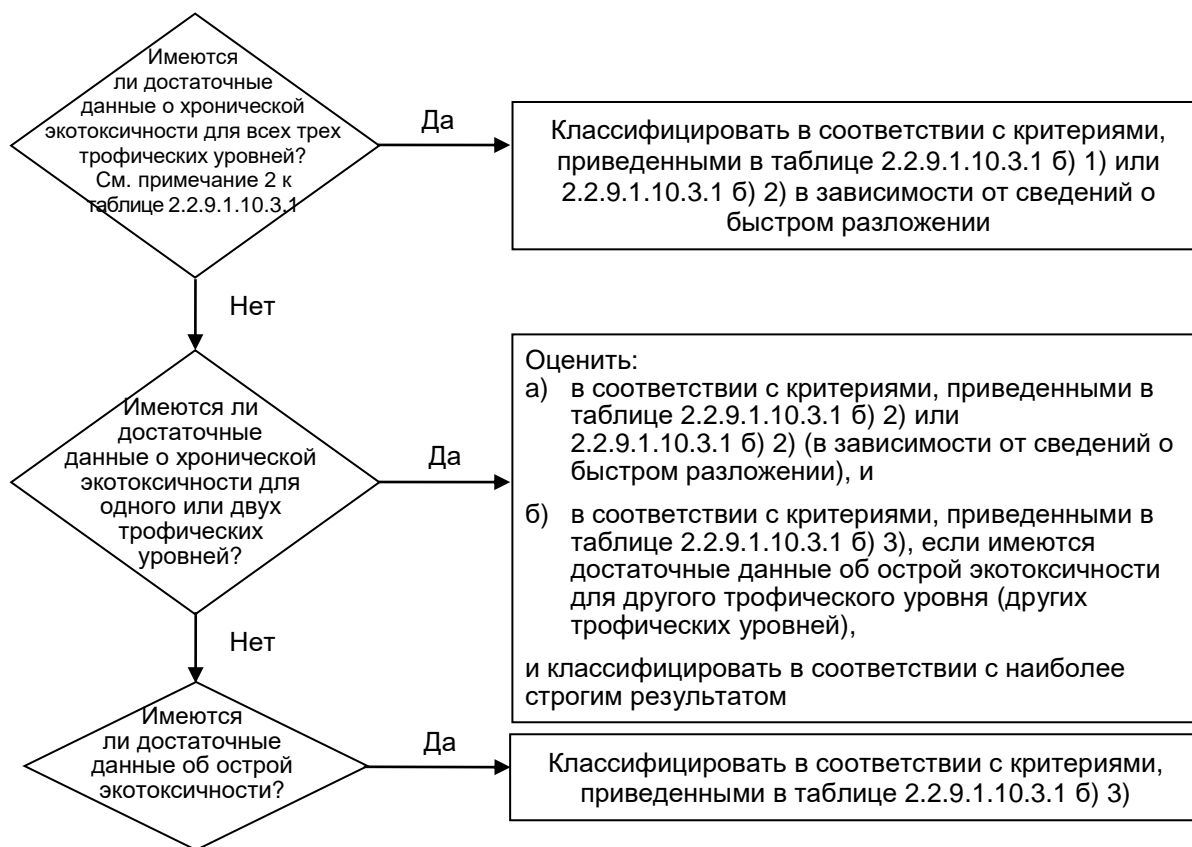 Имеются
ли достаточные
данные о хронической
экотоксичности для всех трех
трофических уровней?
См. примечание 2 к
таблице 2.2.9.1.10.3.1
Да
Классифицировать в соответствии с критериями,
приведенными в таблице 2.2.9.1.10.3.1 б) 1) или
2.2.9.1.10.3.1 б) 2) в зависимости от сведений о
быстром разложении
Нет
Имеются ли
достаточные
данные о хронической
экотоксичности для
одного или двух
трофических
уровней?
Да
Оценить:
а) в соответствии с критериями, приведенными в
таблице 2.2.9.1.10.3.1 б) 2) или
2.2.9.1.10.3.1 б) 2) (в зависимости от сведений о
быстром разложении), и
б) в соответствии с критериями, приведенными в
таблице 2.2.9.1.10.3.1 б) 3), если имеются
достаточные данные об острой экотоксичности
для другого трофического уровня (других
трофических уровней),
и классифицировать в соответствии с наиболее
строгим результатом
Нет
Имеются
ли достаточные
данные об острой
экотоксичности?
Да
Классифицировать в соответствии с критериями,
приведенными в таблице 2.2.9.1.10.3.1 б) 3)